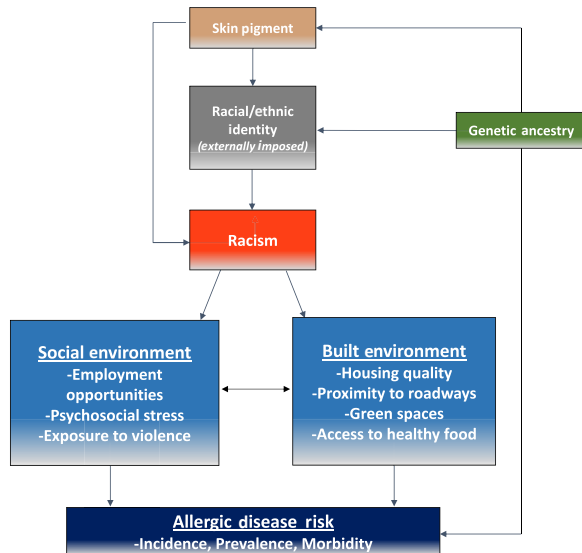 Skin pigment
Racial/ethnic
identity
(externally imposed)
Genetic ancestry
Racism
Social environment
-Employment
opportunities
-Psychosocial stress
-Exposure to violence
Built environment
-Housing quality
-Proximity to roadways
-Green spaces
-Access to healthy food
Allergic disease risk
-Incidence, Prevalence, Morbidity